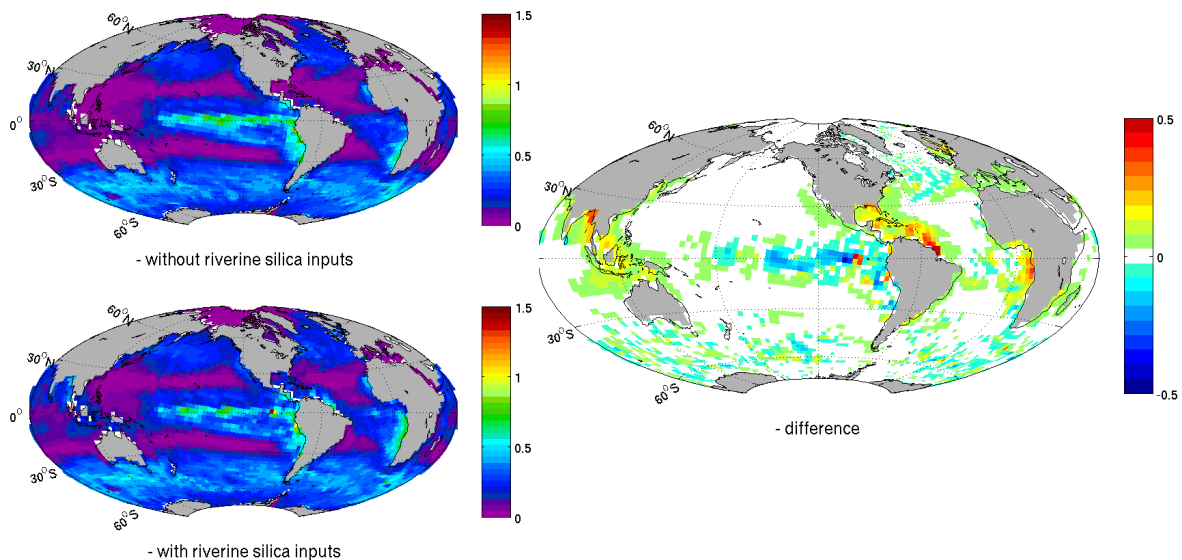 60°N
30°N
0°
30°S
60°S
1.5
1
0.5
0
- without riverine silica inputs
60°N
30°N
0°
30°S
60°S
1.5
1
0.5
0
- with riverine silica inputs
60°N
30°N
0°
30°S
60°S
0.5
0
-0.5
- difference